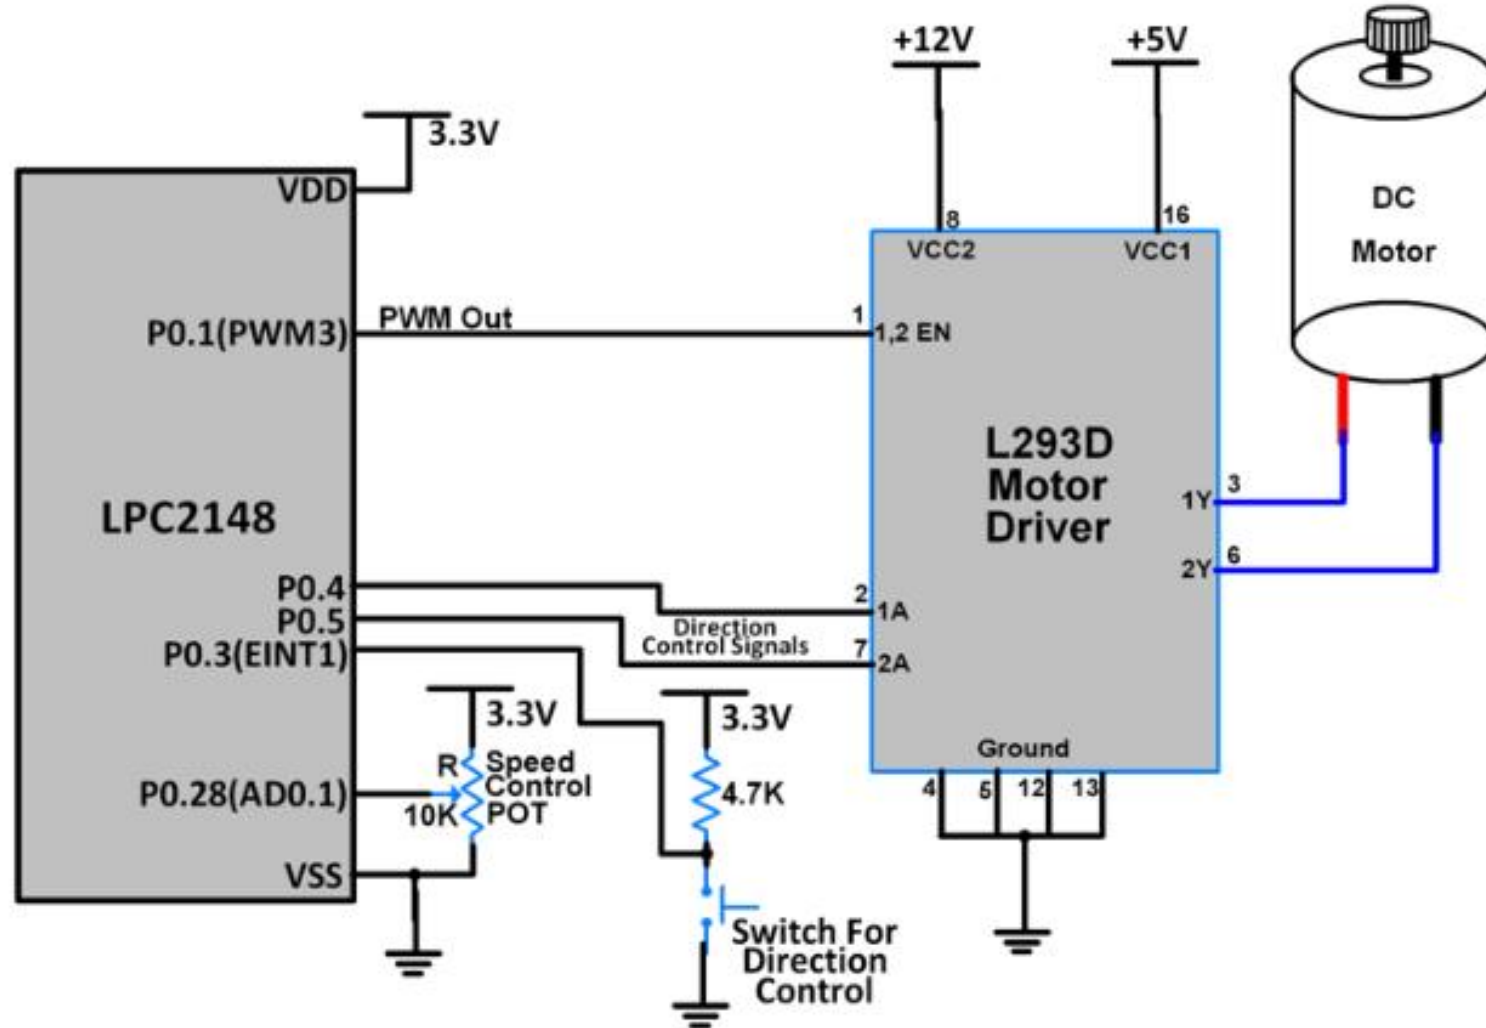 +12V
+5V
3.3V
VDD
8
16
VCC2
VCC1
DC
Motor
P0.1(PWM3)
PWM Out
1
1,2 EN
L293D
Motor
Driver
LPC2148
1Y
3
2Y
6
P0.4
P0.5
P0.3(EINT1)
2
1A
Direction
Control Signals
7
2A
3.3V
3.3V
Ground
R
Speed
Control
POT
10K
P0.28(AD0.1)
4.7K
4
5
12
13
VSS
Switch For
Direction
Control